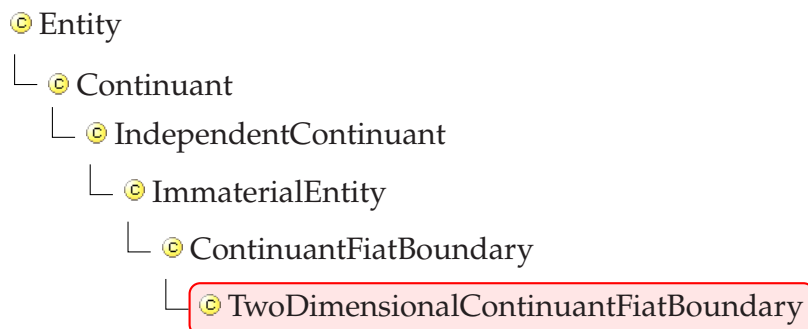 Entity
Continuant
IndependentContinuant
ImmaterialEntity
ContinuantFiatBoundary
TwoDimensionalContinuantFiatBoundary